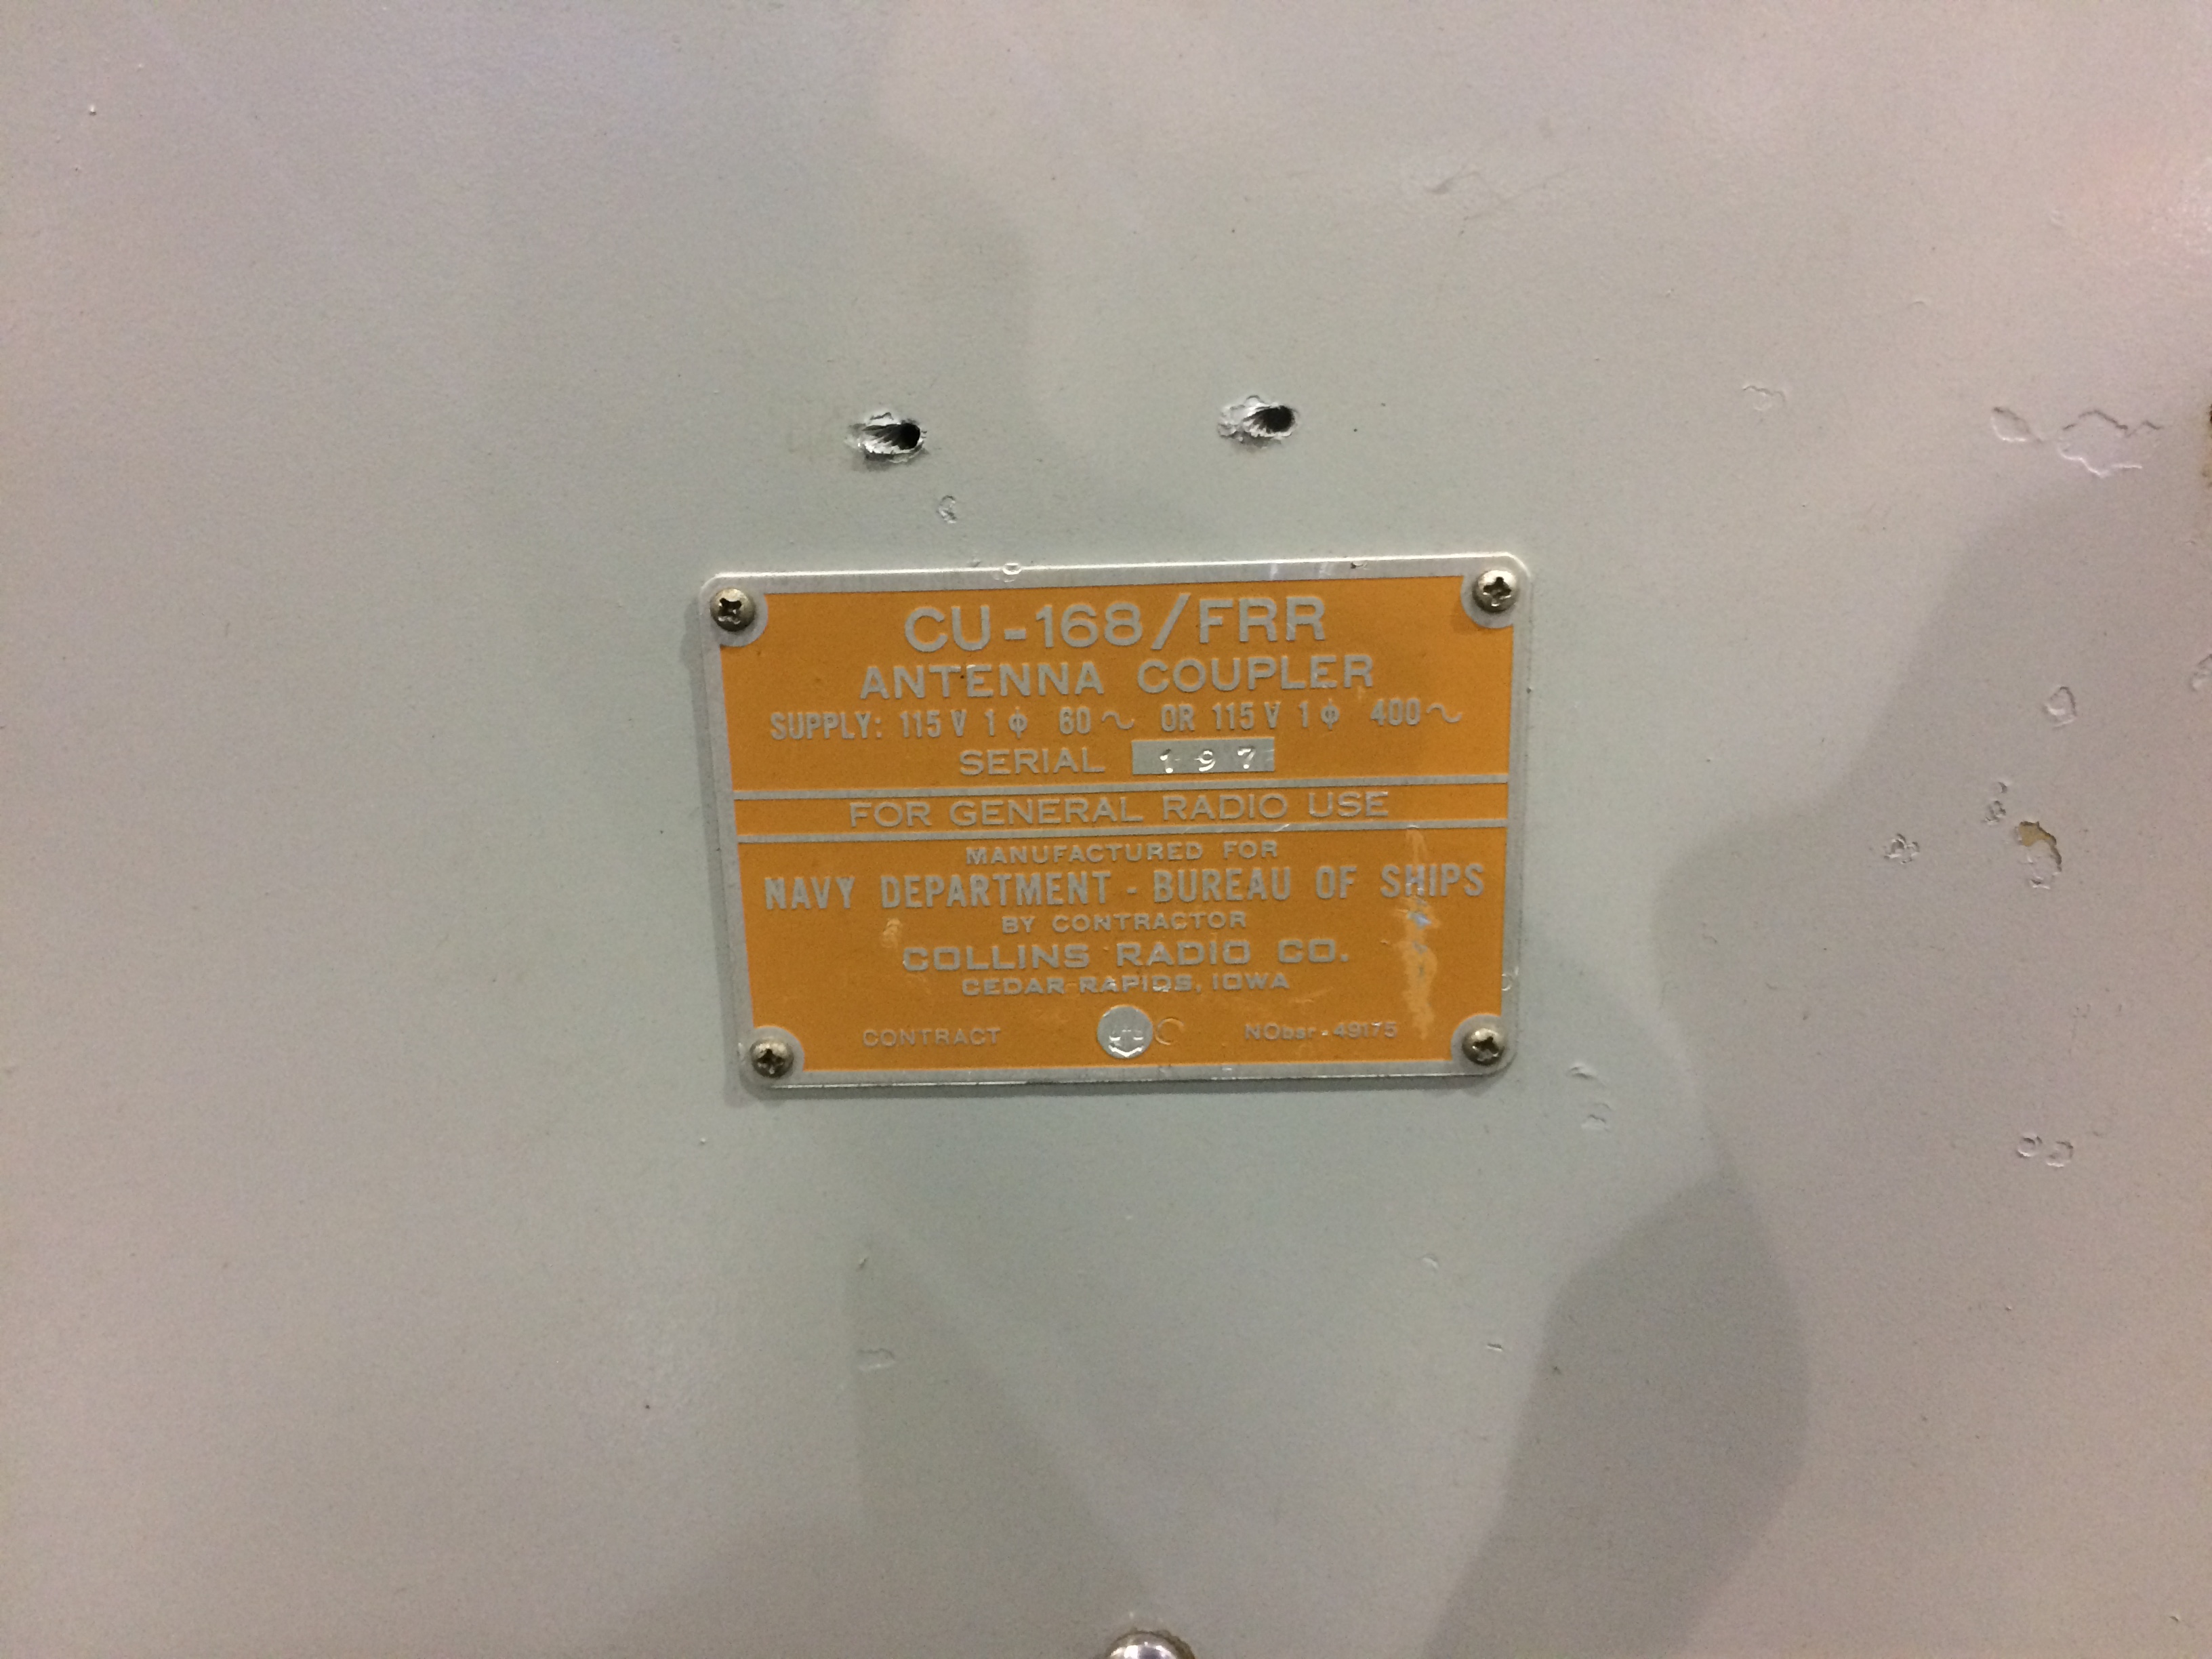 CU-168/FRR
ANTENNA COUPLER
SUPPLY: 115 V 1 ϕ 60 ~ OR 115 V 1 ϕ 400 ~
SERIAL 197
FOR GENERAL RADIO USE
MANUFACTURED FOR
NAVY DEPARTMENT - BUREAU OF SHIPS
BY CONTRACTOR
COLLINS RADIO CO.
CEDAR RAPIDS, IOWA
CONTRACT NObsr-49175